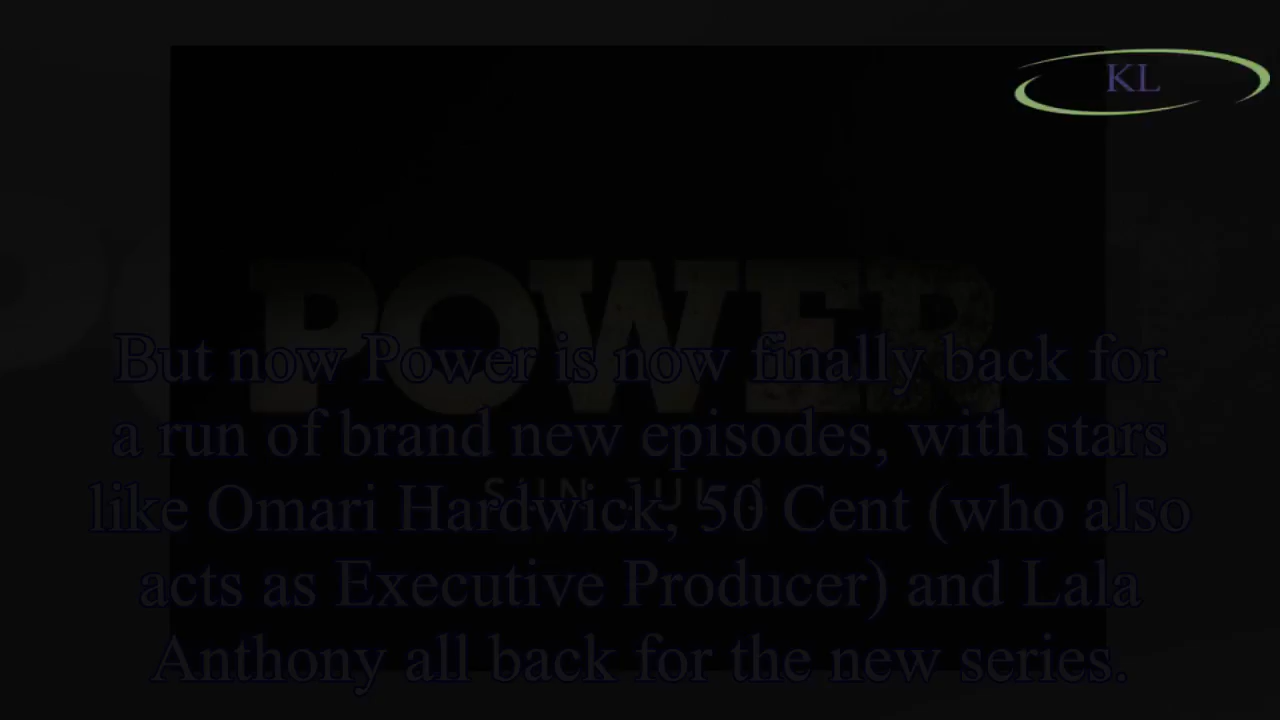 KL
POWER
But now Power is now finally back for
a run of brand new episodes, with stars
like Omari Hardwick, 50 Cent (who also
acts as Executive Producer) and Lala
Anthony all back for the new series.